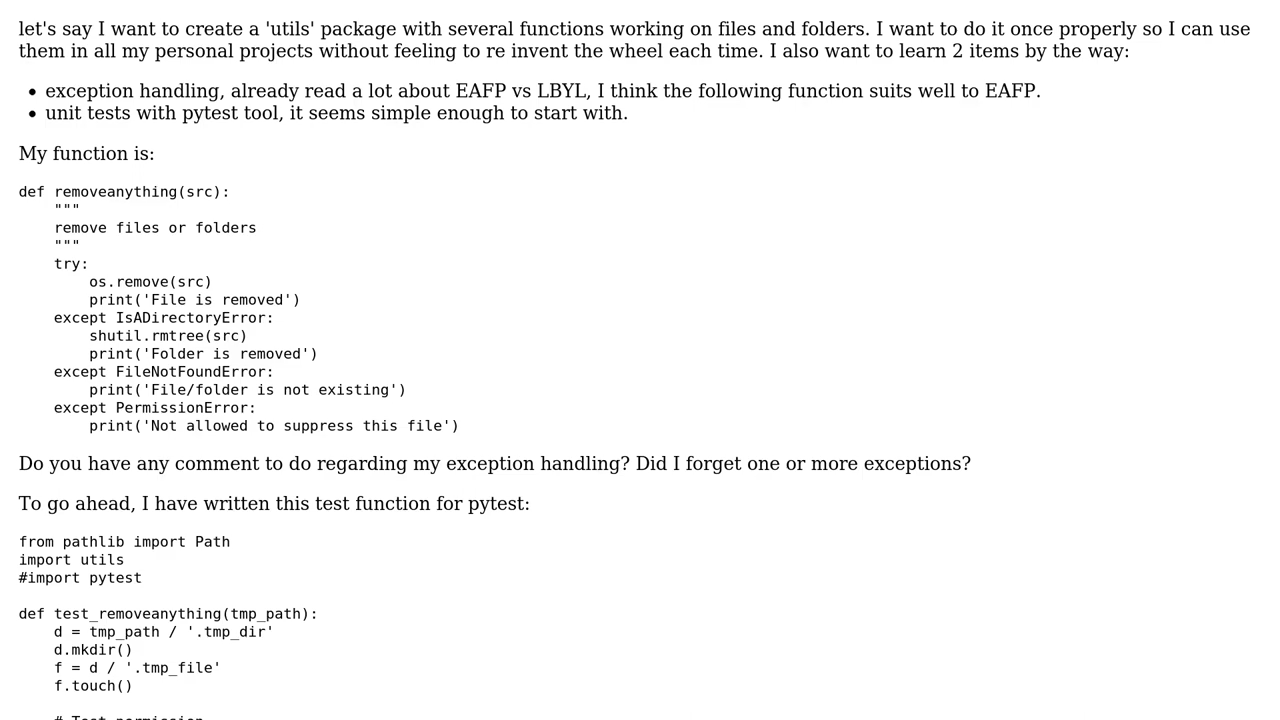 let's say I want to create a 'utils' package with several functions working on files and folders. I want to do it once properly so I can use
them in all my personal projects without feeling to re invent the wheel each time. I also want to learn 2 items by the way:
• exception handling, already read a lot about EAFP vs LBYL, I think the following function suits well to EAFP.
• unit tests with pytest tool, it seems simple enough to start with.
My function is:
def removeanything(src):
    """
    remove files or folders
    """
    try:
        os.remove(src)
        print('File is removed')
    except IsADirectoryError:
        shutil.rmtree(src)
        print('Folder is removed')
    except FileNotFoundError:
        print('File/folder is not existing')
    except PermissionError:
        print('Not allowed to suppress this file')
Do you have any comment to do regarding my exception handling? Did I forget one or more exceptions?
To go ahead, I have written this test function for pytest:
from pathlib import Path
import utils
#import pytest
def test_removeanything(tmp_path):
    d = tmp_path / '.tmp_dir'
    d.mkdir()
    f = d / '.tmp_file'
    f.touch()
    # Test permission